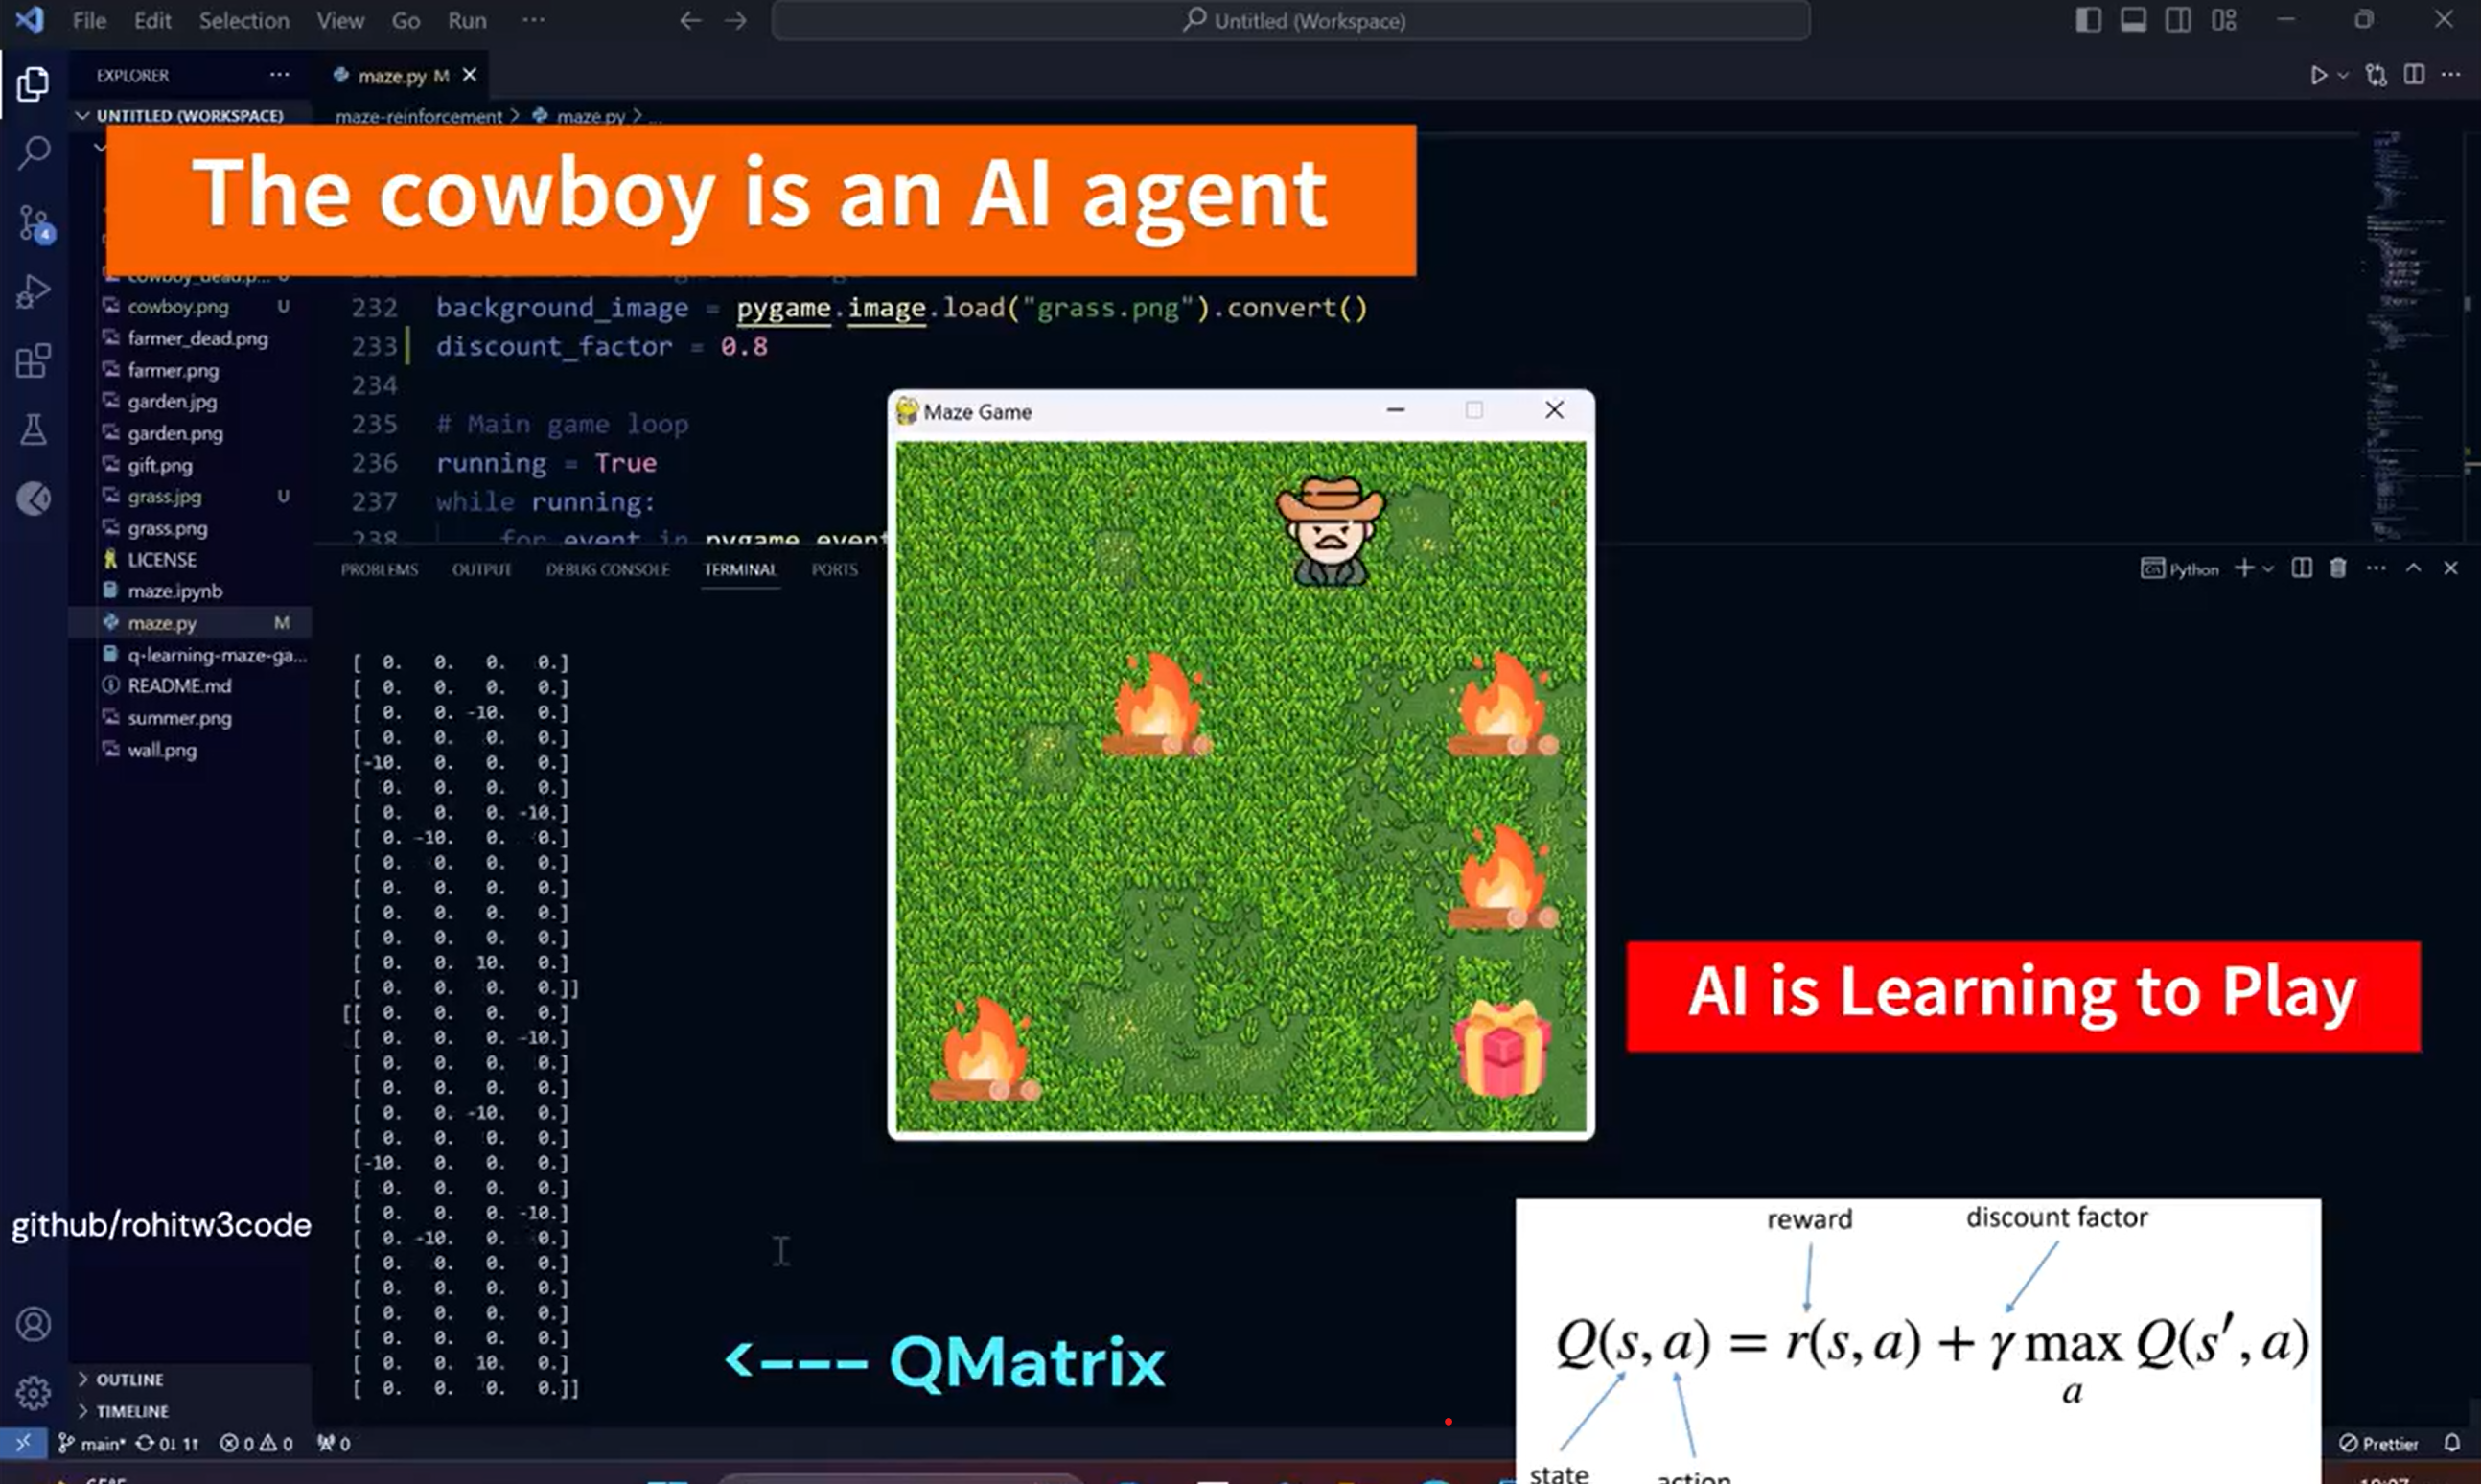 File Edit Selection View Go Run ···
Untitled (Workspace)
EXPLORER ···
maze.py M
UNTITLED (WORKSPACE)
maze-reinforcement > maze.py > ...
The cowboy is an AI agent
cowboy_dead.p... U
cowboy.png U
farmer_dead.png
farmer.png
garden.jpg
garden.png
gift.png
grass.jpg U
grass.png
LICENSE
maze.ipynb
maze.py M
q-learning-maze-ga...
README.md
summer.png
wall.png
232 background_image = pygame.image.load("grass.png").convert()
233 discount_factor = 0.8
234
235 # Main game loop
236 running = True
237 while running:
238 for event in pygame.event
Maze Game
PROBLEMS OUTPUT DEBUG CONSOLE TERMINAL PORTS
Python
[ 0. 0. 0. 0.]
[ 0. 0. 0. 0.]
[ 0. 0. -10. 0.]
[ 0. 0. 0. 0.]
[-10. 0. 0. 0.]
[ 0. 0. 0. 0.]
[ 0. 0. 0. -10.]
[ 0. -10. 0. 0.]
[ 0. 0. 0. 0.]
[ 0. 0. 0. 0.]
[ 0. 0. 0. 0.]
[ 0. 0. 0. 0.]
[ 0. 0. 10. 0.]
[ 0. 0. 0. 0.]]
[[ 0. 0. 0. 0.]
[ 0. 0. 0. -10.]
[ 0. 0. 0. 0.]
[ 0. 0. 0. 0.]
[ 0. 0. -10. 0.]
[ 0. 0. 0. 0.]
[-10. 0. 0. 0.]
[ 0. 0. 0. 0.]
[ 0. 0. 0. -10.]
[ 0. -10. 0. 0.]
[ 0. 0. 0. 0.]
[ 0. 0. 0. 0.]
[ 0. 0. 0. 0.]
[ 0. 0. 0. 0.]
[ 0. 0. 10. 0.]
[ 0. 0. 0. 0.]]
AI is Learning to Play
github/rohitw3code
<--- QMatrix
reward discount factor
Q(s, a) = r(s, a) + γ max Q(s′, a)
a
state action
OUTLINE
TIMELINE
4
main* 0↓ 1↑ 0 0 0
Prettier